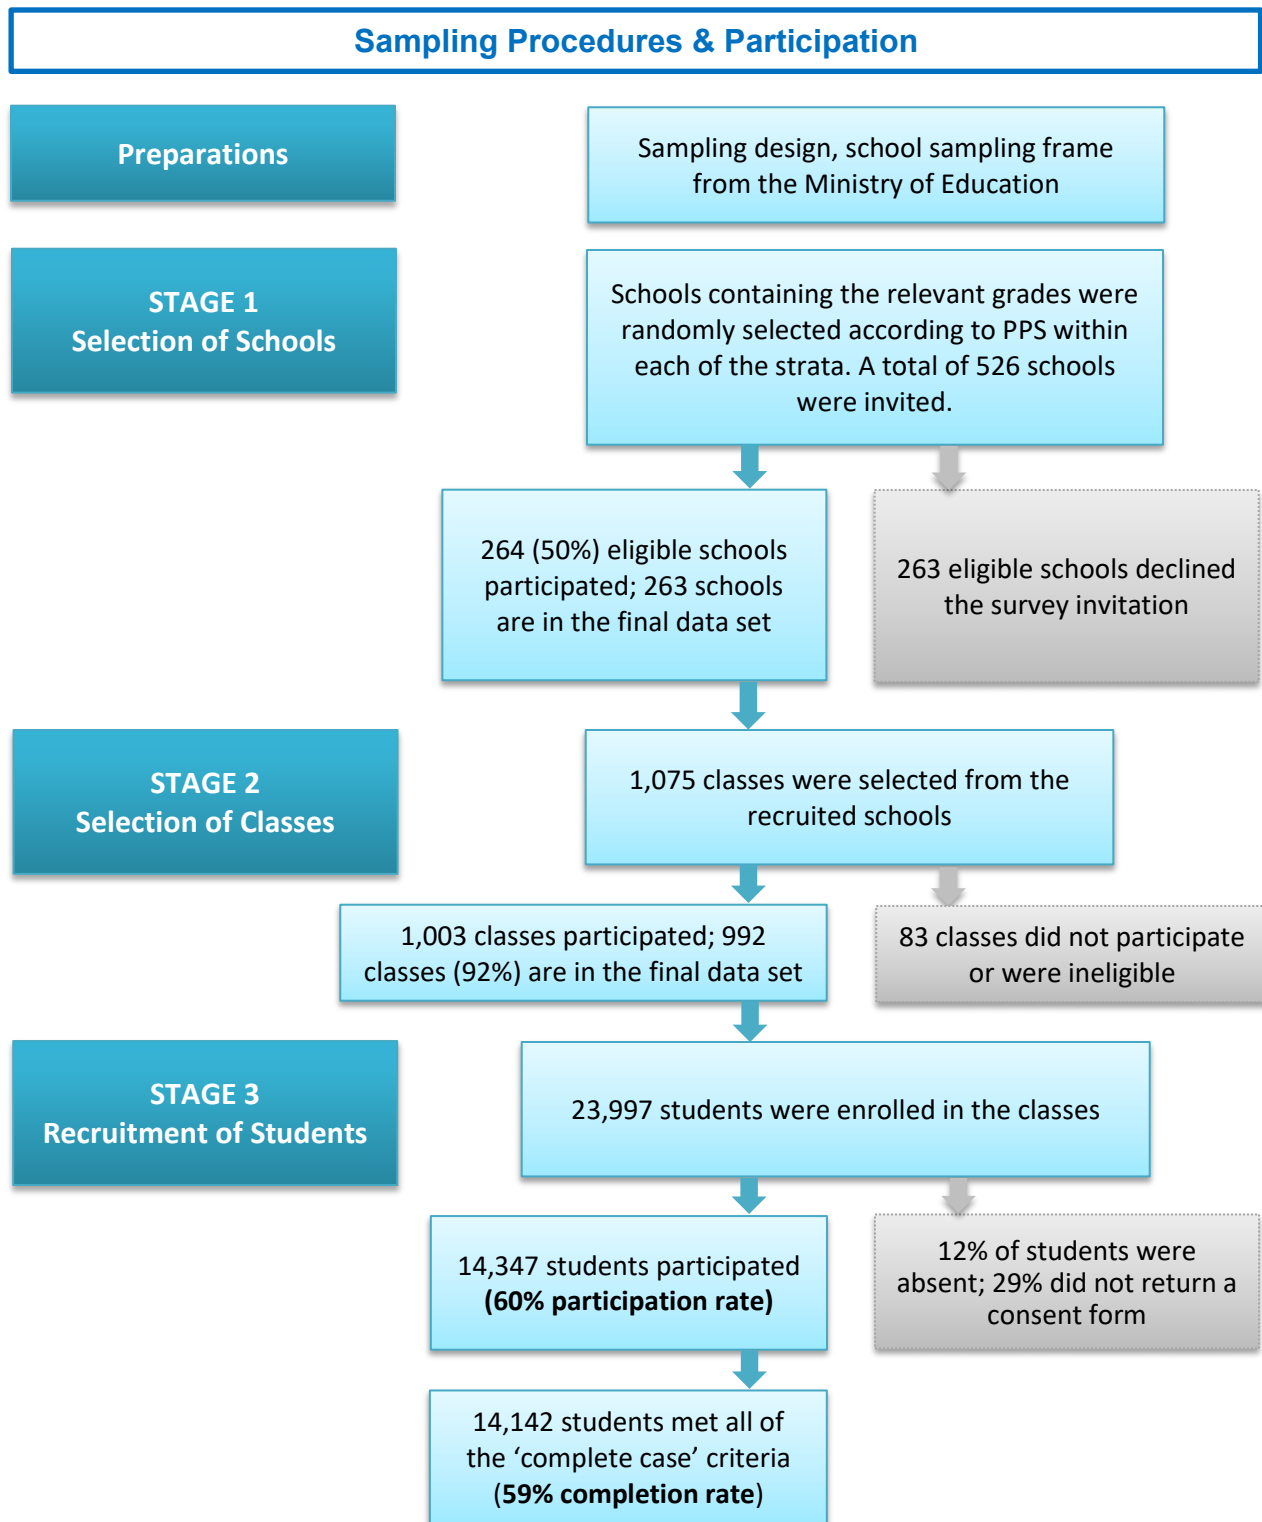 Sampling Procedures & Participation
Preparations
Sampling design, school sampling frame
from the Ministry of Education
STAGE 1
Selection of Schools
Schools containing the relevant grades were
randomly selected according to PPS within
each of the strata. A total of 526 schools
were invited.
264 (50%) eligible schools
participated; 263 schools
are in the final data set
263 eligible schools declined
the survey invitation
STAGE 2
Selection of Classes
1,075 classes were selected from the
recruited schools
1,003 classes participated; 992
classes (92%) are in the final data set
83 classes did not participate
or were ineligible
STAGE 3
Recruitment of Students
23,997 students were enrolled in the classes
14,347 students participated
(60% participation rate)
12% of students were
absent; 29% did not return a
consent form
14,142 students met all of
the ‘complete case’ criteria
(59% completion rate)